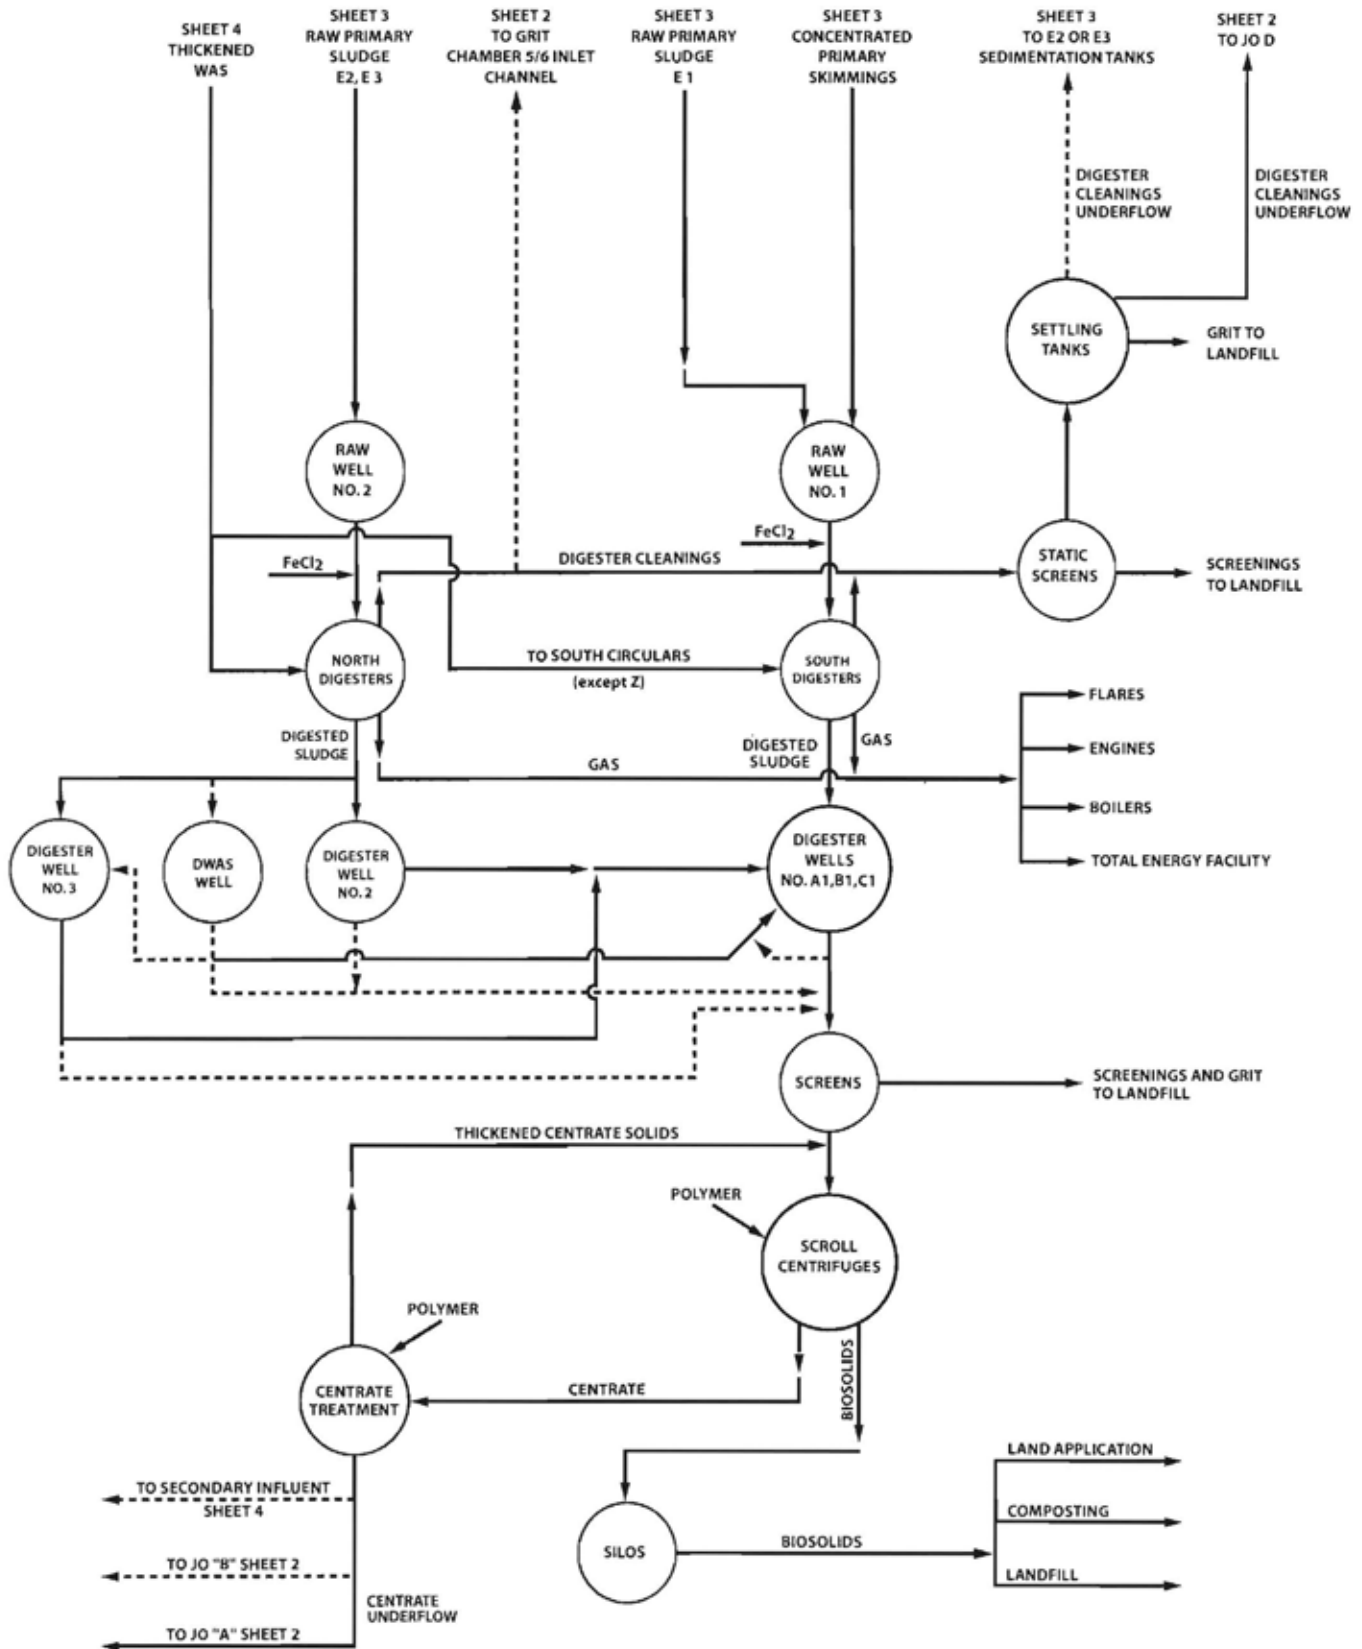 SHEET 4
THICKENED
WAS
SHEET 3
RAW PRIMARY
SLUDGE
E2, E 3
SHEET 2
TO GRIT
CHAMBER 5/6 INLET
CHANNEL
SHEET 3
RAW PRIMARY
SLUDGE
E 1
SHEET 3
CONCENTRATED
PRIMARY
SKIMMINGS
SHEET 3
TO E2 OR E3
SEDIMENTATION TANKS
SHEET 2
TO JO D
DIGESTER
CLEANINGS
UNDERFLOW
DIGESTER
CLEANINGS
UNDERFLOW
SETTLING
TANKS
GRIT TO
LANDFILL
RAW
WELL
NO. 2
RAW
WELL
NO. 1
FeCl2
FeCl2
DIGESTER CLEANINGS
STATIC
SCREENS
SCREENINGS
TO LANDFILL
NORTH
DIGESTERS
TO SOUTH CIRCULARS
(except Z)
SOUTH
DIGESTERS
FLARES
ENGINES
BOILERS
TOTAL ENERGY FACILITY
DIGESTED
SLUDGE
GAS
DIGESTED
SLUDGE
GAS
DIGESTER
WELL
NO. 3
DWAS
WELL
DIGESTER
WELL
NO. 2
DIGESTER
WELLS
NO. A1,B1,C1
SCREENS
SCREENINGS AND GRIT
TO LANDFILL
THICKENED CENTRATE SOLIDS
POLYMER
SCROLL
CENTRIFUGES
POLYMER
CENTRATE
TREATMENT
CENTRATE
BIOSOLIDS
TO SECONDARY INFLUENT
SHEET 4
TO JO "B" SHEET 2
CENTRATE
UNDERFLOW
TO JO "A" SHEET 2
SILOS
BIOSOLIDS
LAND APPLICATION
COMPOSTING
LANDFILL